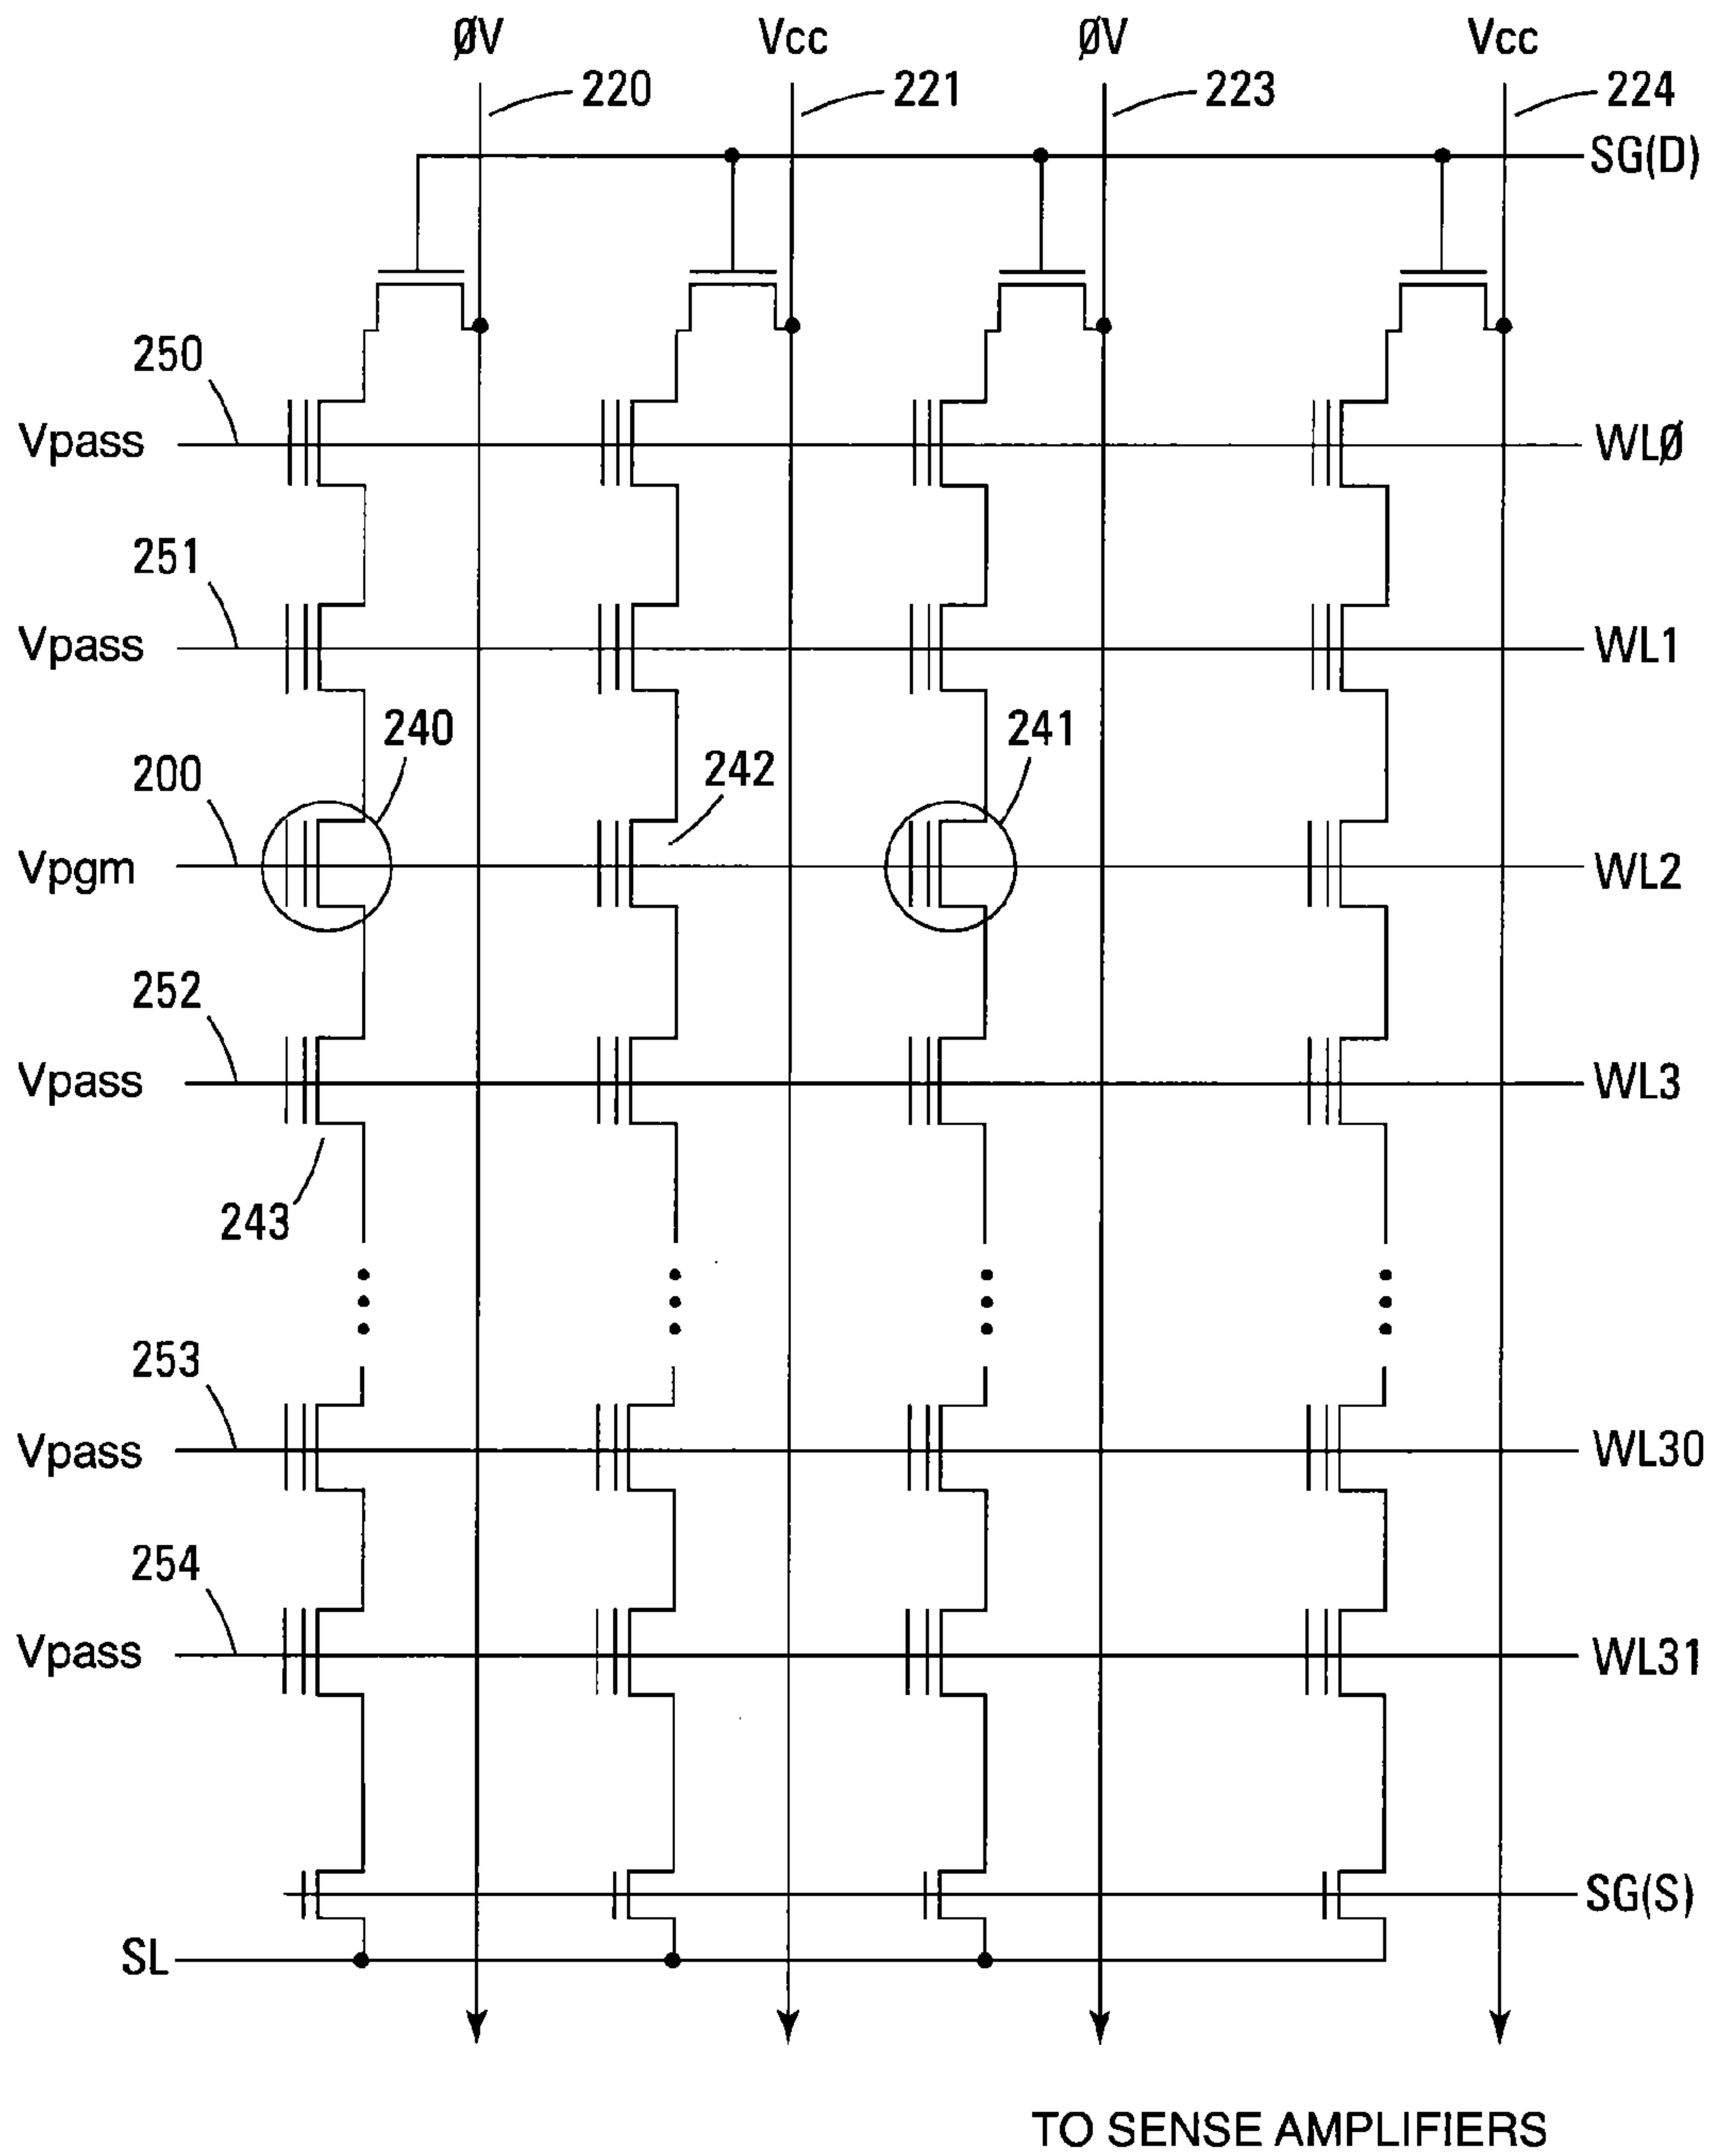 ØV Vcc ØV Vcc
220 221 223 224
SG(D)
250
Vpass WLØ
251
Vpass WL1
240 241
200 242
Vpgm WL2
252
Vpass WL3
243
253
Vpass WL30
254
Vpass WL31
SG(S)
SL
TO SENSE AMPLIFIERS